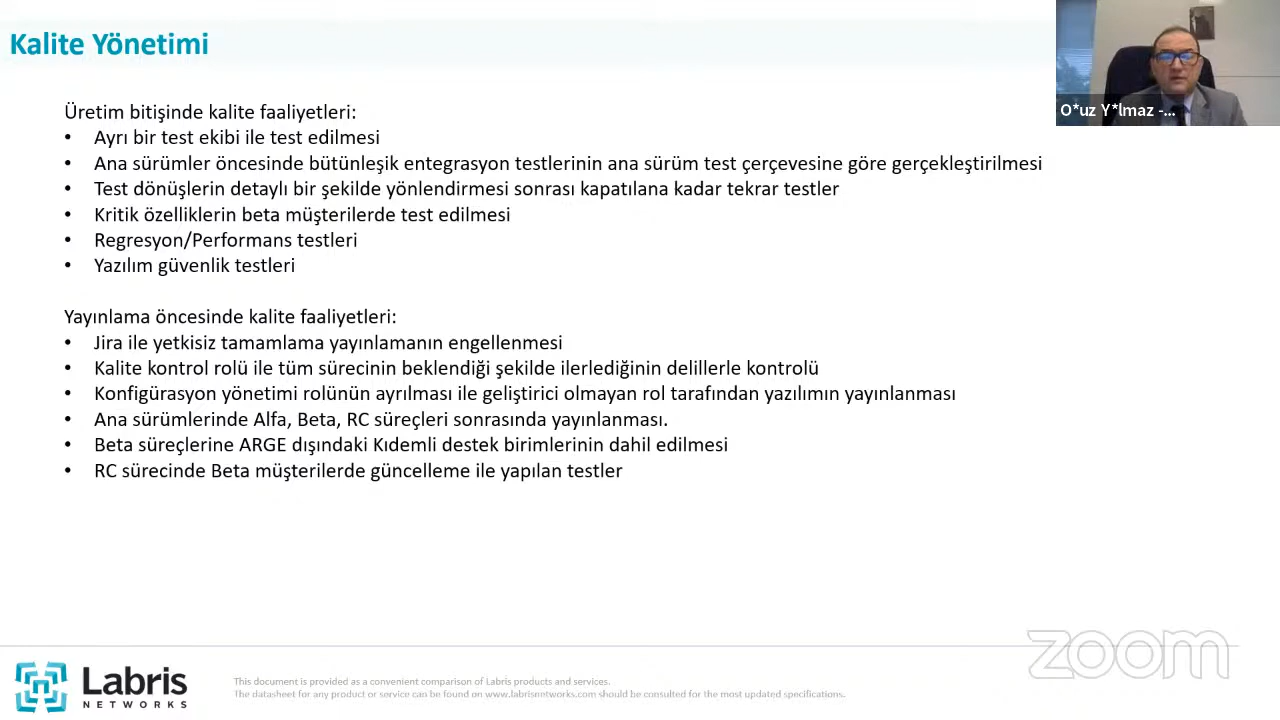 Kalite Yönetimi
O*uz Y*lmaz -...
Üretim bitişinde kalite faaliyetleri:
• Ayrı bir test ekibi ile test edilmesi
• Ana sürümler öncesinde bütünleşik entegrasyon testlerinin ana sürüm test çerçevesine göre gerçekleştirilmesi
• Test dönüşlerin detaylı bir şekilde yönlendirmesi sonrası kapatılana kadar tekrar testler
• Kritik özelliklerin beta müşterilerde test edilmesi
• Regresyon/Performans testleri
• Yazılım güvenlik testleri
Yayınlama öncesinde kalite faaliyetleri:
• Jira ile yetkisiz tamamlama yayınlamanın engellenmesi
• Kalite kontrol rolü ile tüm sürecinin beklendiği şekilde ilerlediğinin delillerle kontrolü
• Konfigürasyon yönetimi rolünün ayrılması ile geliştirici olmayan rol tarafından yazılımın yayınlanması
• Ana sürümlerinde Alfa, Beta, RC süreçleri sonrasında yayınlanması.
• Beta süreçlerine ARGE dışındaki Kıdemli destek birimlerinin dahil edilmesi
• RC sürecinde Beta müşterilerde güncelleme ile yapılan testler
zoom
Labris
NETWORKS
This document is provided as a convenient comparison of Labris products and services.
The datasheet for any product or service can be found on www.labrisnetworks.com should be consulted for the most updated specifications.